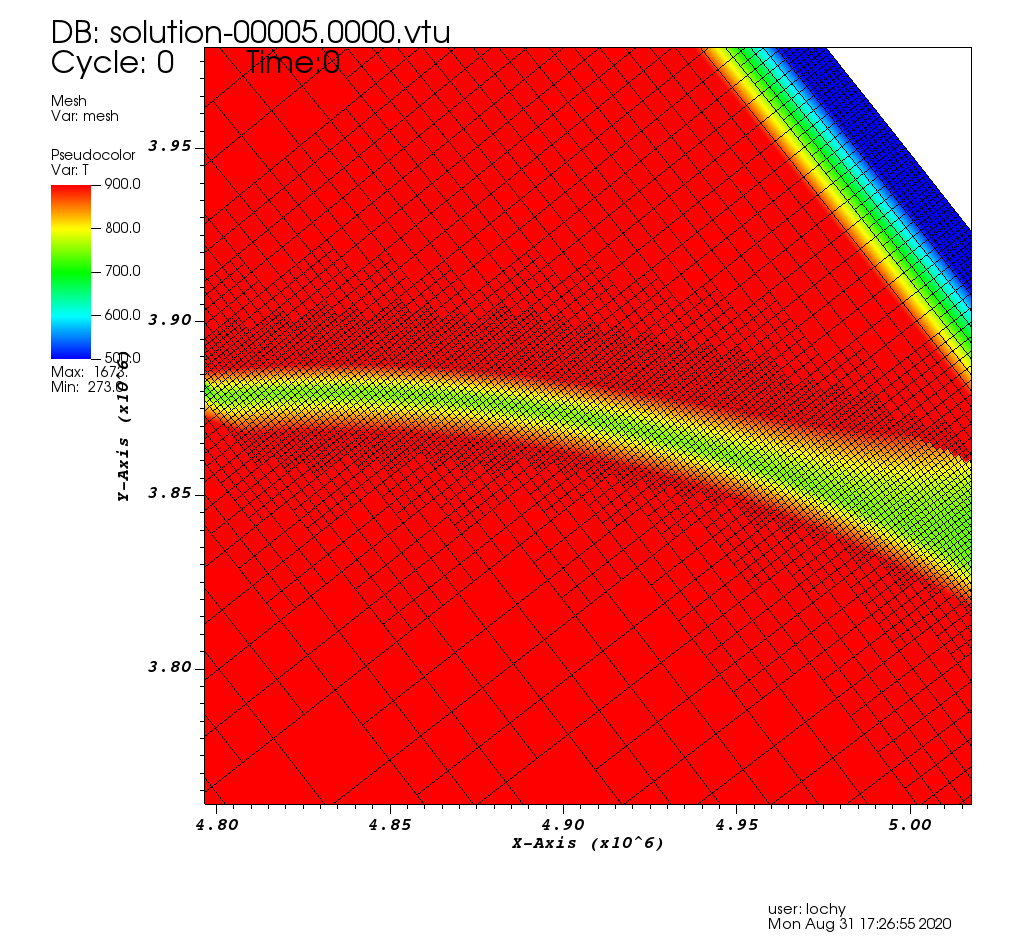 DB: solution-00005.0000.vtu
Cycle: 0 Time:0
Mesh
Var: mesh
Pseudocolor
Var: T
900.0
800.0
700.0
600.0
Max:
Min: 273.
3.95
3.90
3.85
3.80
Y-Axis (x10^6)
4.80 4.85 4.90 4.95 5.00
X-Axis (x10^6)
user: lochy
Mon Aug 31 17:26:55 2020